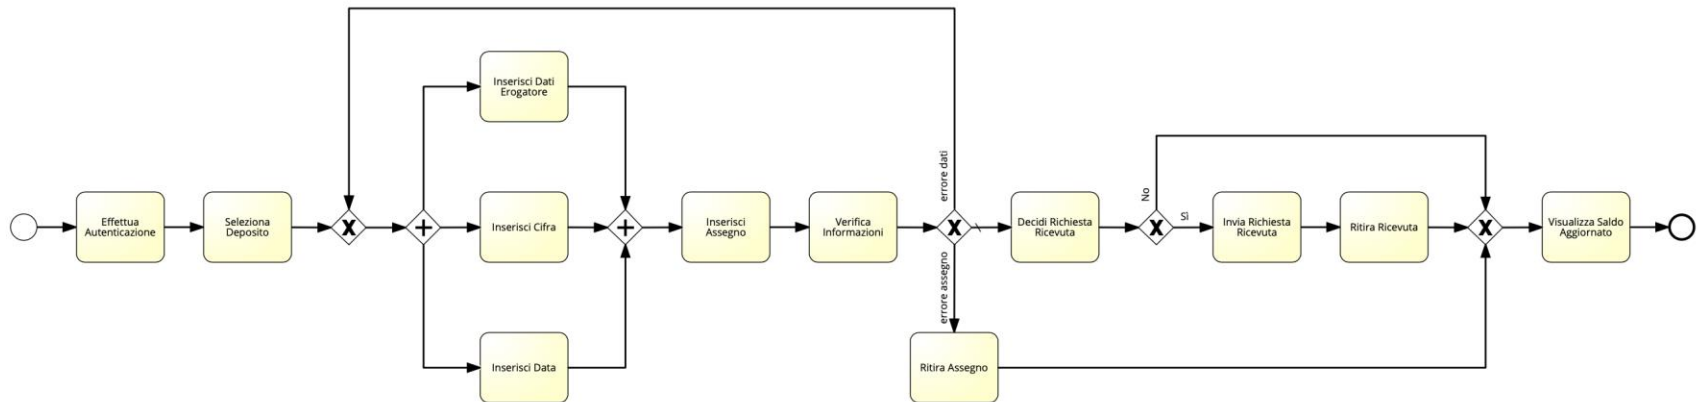 Effettua
Autenticazione
Seleziona
Deposito
Inserisci Dati
Erogatore
Inserisci Cifra
Inserisci Data
Inserisci
Assegno
Verifica
Informazioni
errore dati
errore assegno
Ritira Assegno
Decidi Richiesta
Ricevuta
No
Sì
Invia Richiesta
Ricevuta
Ritira Ricevuta
Visualizza Saldo
Aggiornato